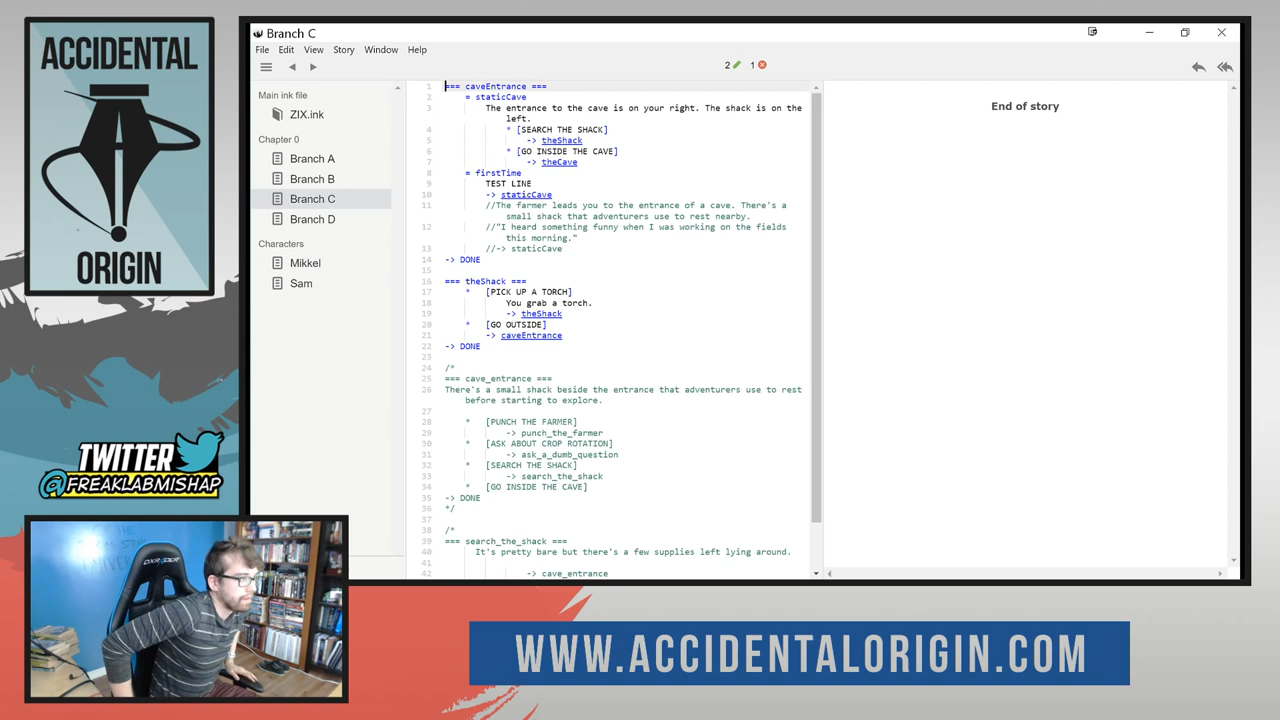 ACCIDENTAL
ORIGIN
TWITTER
@FREAKLABMISHAP
Branch C
File Edit View Story Window Help
2 1
Main ink file
ZIX.ink
Chapter 0
Branch A
Branch B
Branch C
Branch D
Characters
Mikkel
Sam
1 === caveEntrance ===
2 = staticCave
3 The entrance to the cave is on your right. The shack is on the
left.
4 * [SEARCH THE SHACK]
5 -> theShack
6 * [GO INSIDE THE CAVE]
7 -> theCave
8 = firstTime
9 TEST LINE
10 -> staticCave
11 //The farmer leads you to the entrance of a cave. There's a
small shack that adventurers use to rest nearby.
12 //"I heard something funny when I was working on the fields
this morning."
13 //-> staticCave
14 -> DONE
15
16 === theShack ===
17 * [PICK UP A TORCH]
18 You grab a torch.
19 -> theShack
20 * [GO OUTSIDE]
21 -> caveEntrance
22 -> DONE
23
24 /*
25 === cave_entrance ===
26 There's a small shack beside the entrance that adventurers use to rest
before starting to explore.
27
28 * [PUNCH THE FARMER]
29 -> punch_the_farmer
30 * [ASK ABOUT CROP ROTATION]
31 -> ask_a_dumb_question
32 * [SEARCH THE SHACK]
33 -> search_the_shack
34 * [GO INSIDE THE CAVE]
35 -> DONE
36 */
37
38 /*
39 === search_the_shack ===
40 It's pretty bare but there's a few supplies left lying around.
41
42 -> cave_entrance
End of story
DXRACER
WWW.ACCIDENTALORIGIN.COM